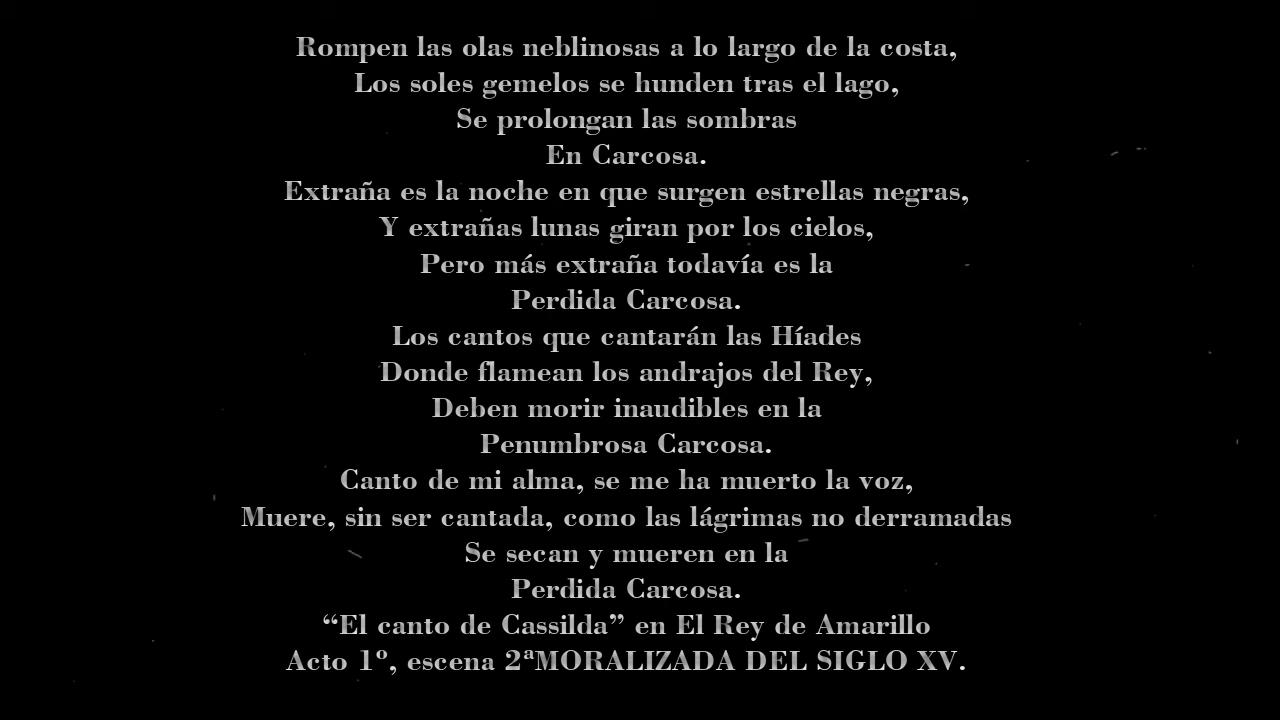 Rompen las olas neblinosas a lo largo de la costa,
Los soles gemelos se hunden tras el lago,
Se prolongan las sombras
En Carcosa.
Extraña es la noche en que surgen estrellas negras,
Y extrañas lunas giran por los cielos,
Pero más extraña todavía es la
Perdida Carcosa.
Los cantos que cantarán las Híades
Donde flamean los andrajos del Rey,
Deben morir inaudibles en la
Penumbrosa Carcosa.
Canto de mi alma, se me ha muerto la voz,
Muere, sin ser cantada, como las lágrimas no derramadas
Se secan y mueren en la
Perdida Carcosa.
“El canto de Cassilda” en El Rey de Amarillo
Acto 1º, escena 2ªMORALIZADA DEL SIGLO XV.